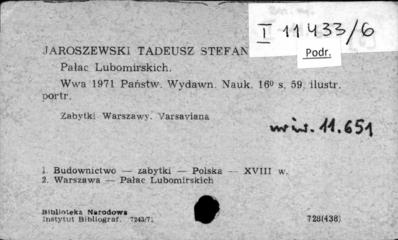 I 11433/6
Podr.
JAROSZEWSKI TADEUSZ STEFAN
Pałac Lubomirskich.
Wwa 1971 Państw. Wydawn. Nauk. 16⁰ s. 59, ilustr.
portr.
Zabytki Warszawy. Varsaviana
nr inw. 11.651
1. Budownictwo — zabytki — Polska — XVIII w.
2. Warszawa — Pałac Lubomirskich
Biblioteka Narodowa
Instytut Bibliograf. 7243/71
728(438)